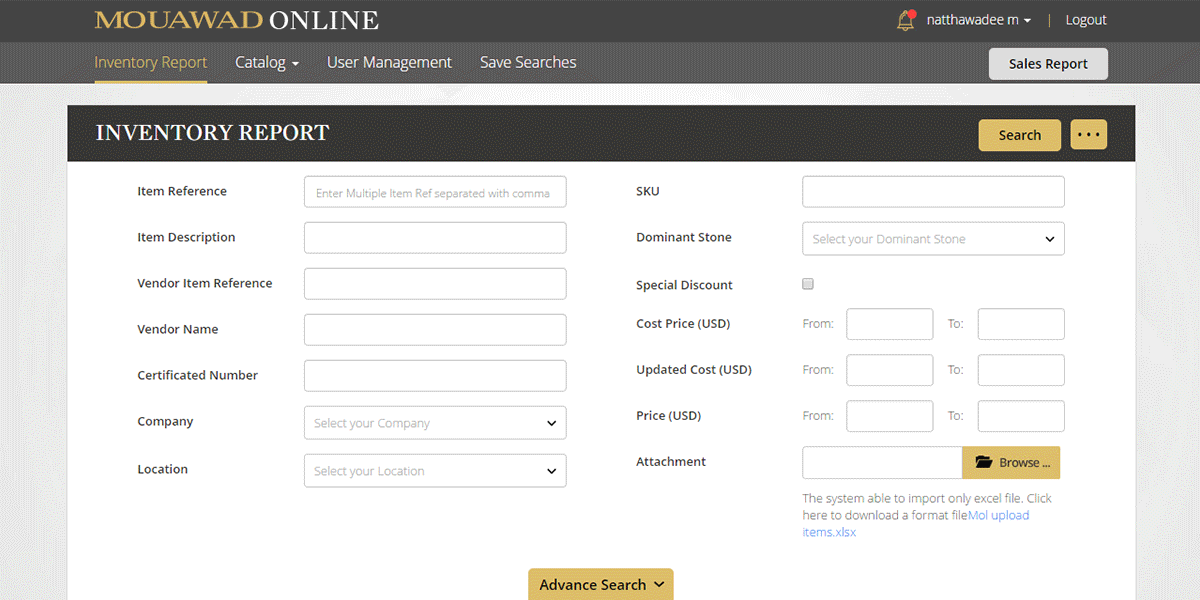 MOUAWAD ONLINE
natthawadee m | Logout
Inventory Report Catalog User Management Save Searches Sales Report
INVENTORY REPORT
Search ...
Item Reference Enter Multiple Item Ref separated with comma SKU
Item Description Dominant Stone Select your Dominant Stone
Vendor Item Reference Special Discount
Vendor Name Cost Price (USD) From: To:
Certificated Number Updated Cost (USD) From: To:
Company Select your Company Price (USD) From: To:
Location Select your Location Attachment Browse ...
The system able to import only excel file. Click
here to download a format fileMol upload
items.xlsx
Advance Search